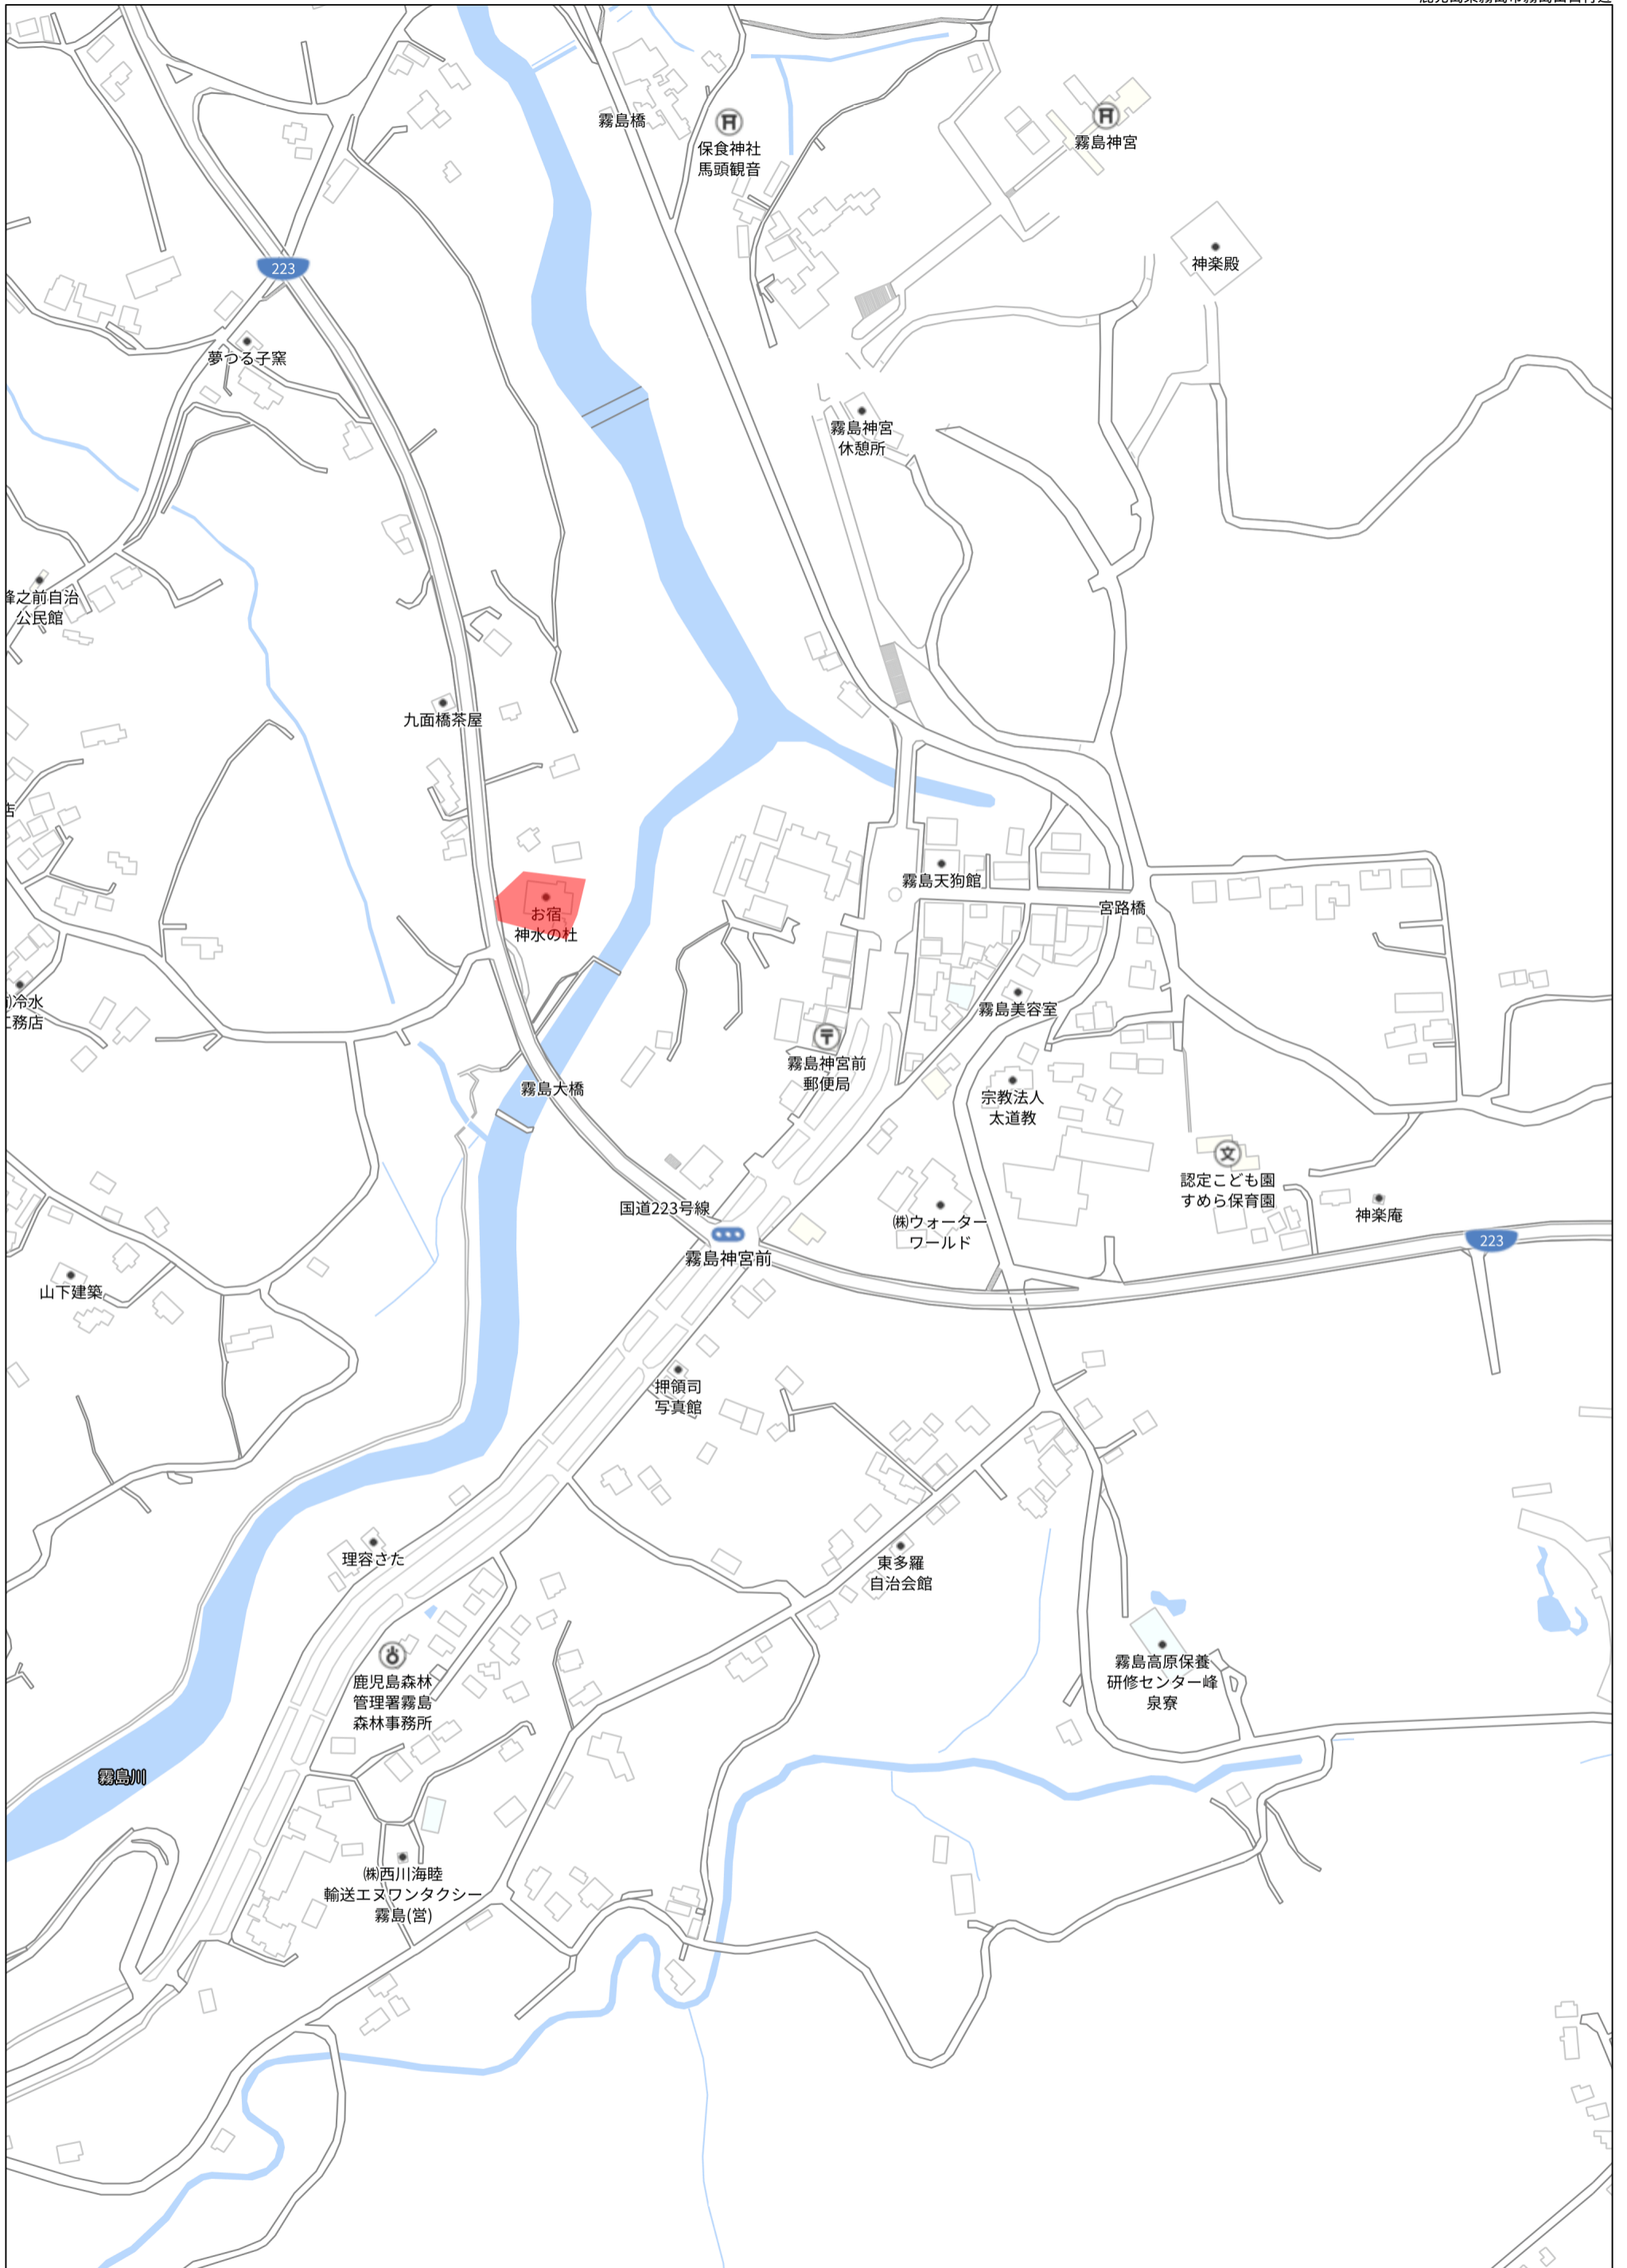 霧島橋
保食神社
馬頭観音
霧島神宮
神楽殿
223
夢つる子窯
霧島神宮
休憩所
峰之前自治
公民館
九面橋茶屋
店
霧島天狗館
お宿
神水の杜
宮路橋
冷水
工務店
霧島美容室
霧島神宮前
郵便局
霧島大橋
宗教法人
太道教
認定こども園
すめら保育園
国道223号線
神楽庵
㈱ウォーター
ワールド
223
霧島神宮前
山下建築
押領司
写真館
理容さた
東多羅
自治会館
鹿児島森林
管理署霧島
森林事務所
霧島高原保養
研修センター峰
泉寮
霧島川
㈱西川海睦
輸送エヌワンタクシー
霧島(営)